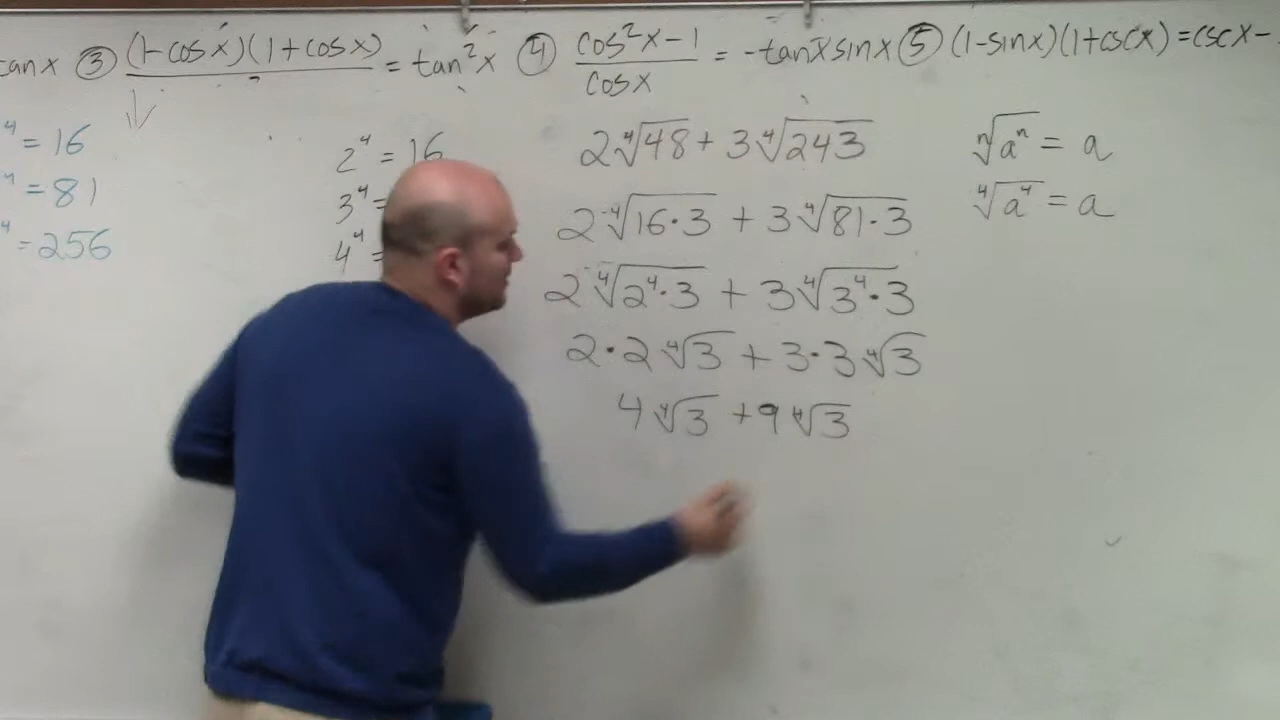 tan x ③ (1-cos x)(1+cos x) / = tan²x ④ cos²x-1 / cos x = -tan x sin x ⑤ (1-sin x)(1+csc x) = csc x -
⁴ = 16
⁴ = 81
⁴ = 256
2⁴ = 16
3⁴ =
4⁴ =
2∜48 + 3∜243
2∜16·3 + 3∜81·3
2∜2⁴·3 + 3∜3⁴·3
2·2∜3 + 3·3∜3
4∜3 + 9∜3
ⁿ√aⁿ = a
∜a⁴ = a